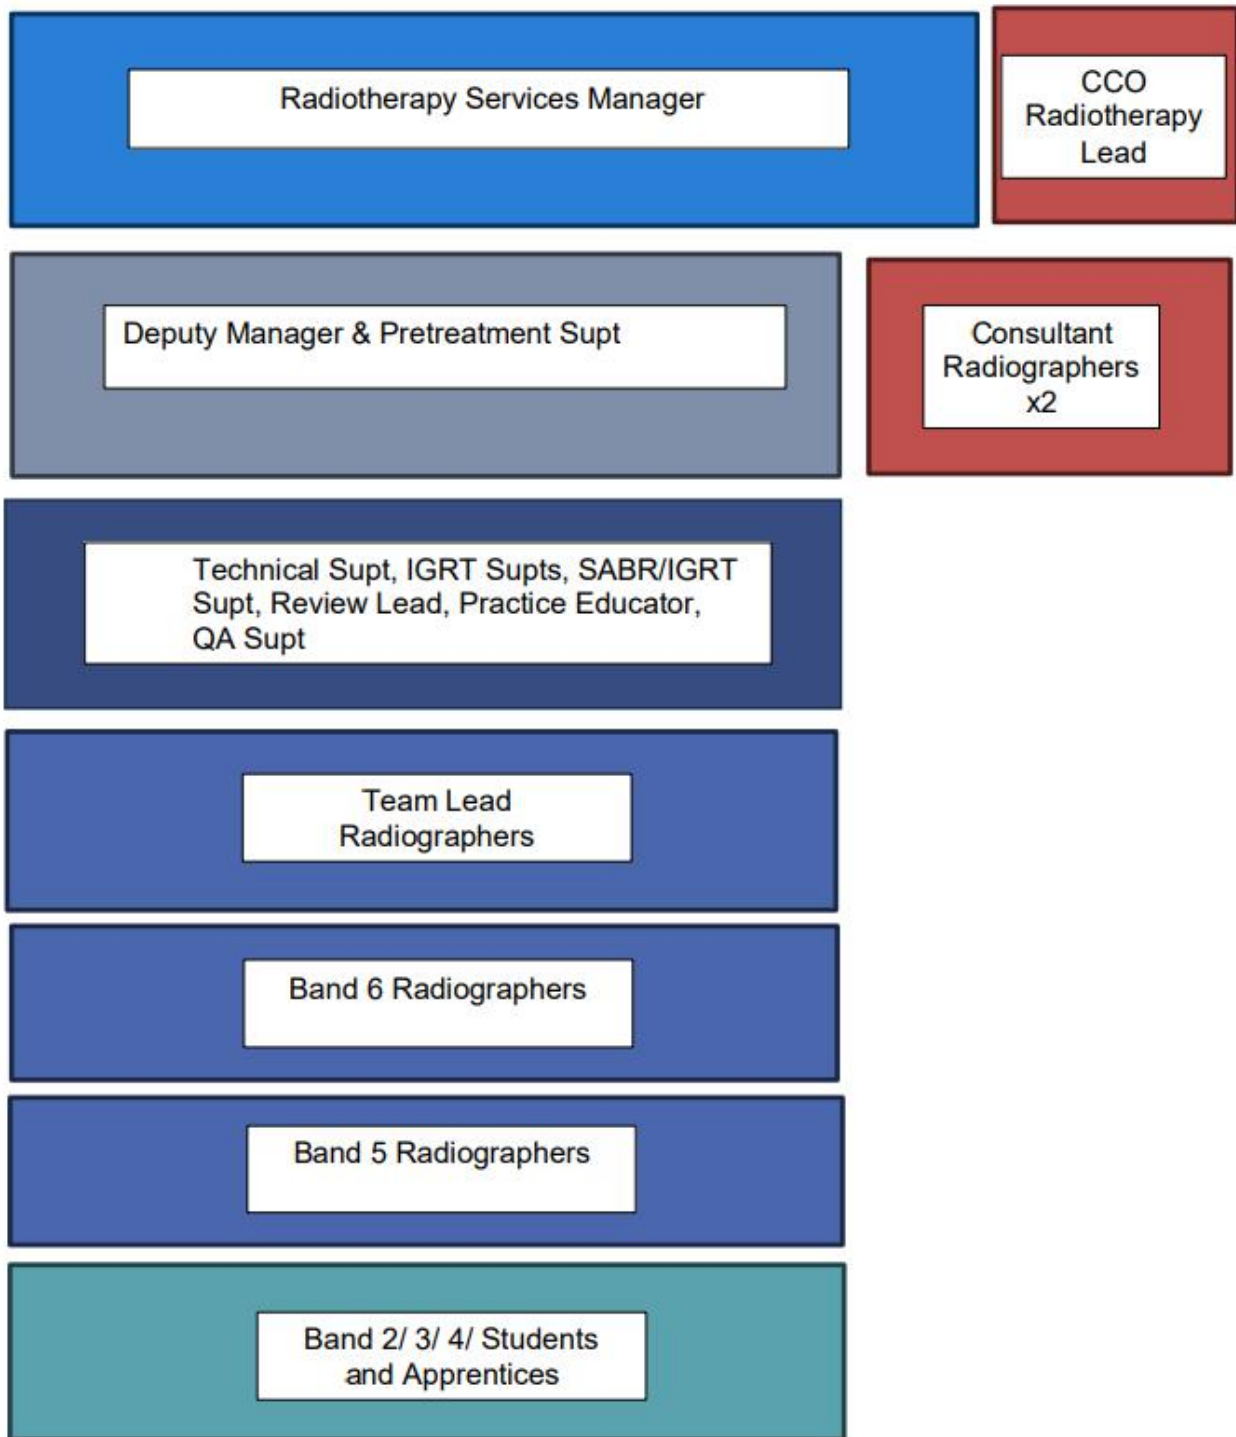 Radiotherapy Services Manager
CCO
Radiotherapy
Lead
Deputy Manager & Pretreatment Supt
Consultant
Radiographers
x2
Technical Supt, IGRT Supts, SABR/IGRT
Supt, Review Lead, Practice Educator,
QA Supt
Team Lead
Radiographers
Band 6 Radiographers
Band 5 Radiographers
Band 2/ 3/ 4/ Students
and Apprentices